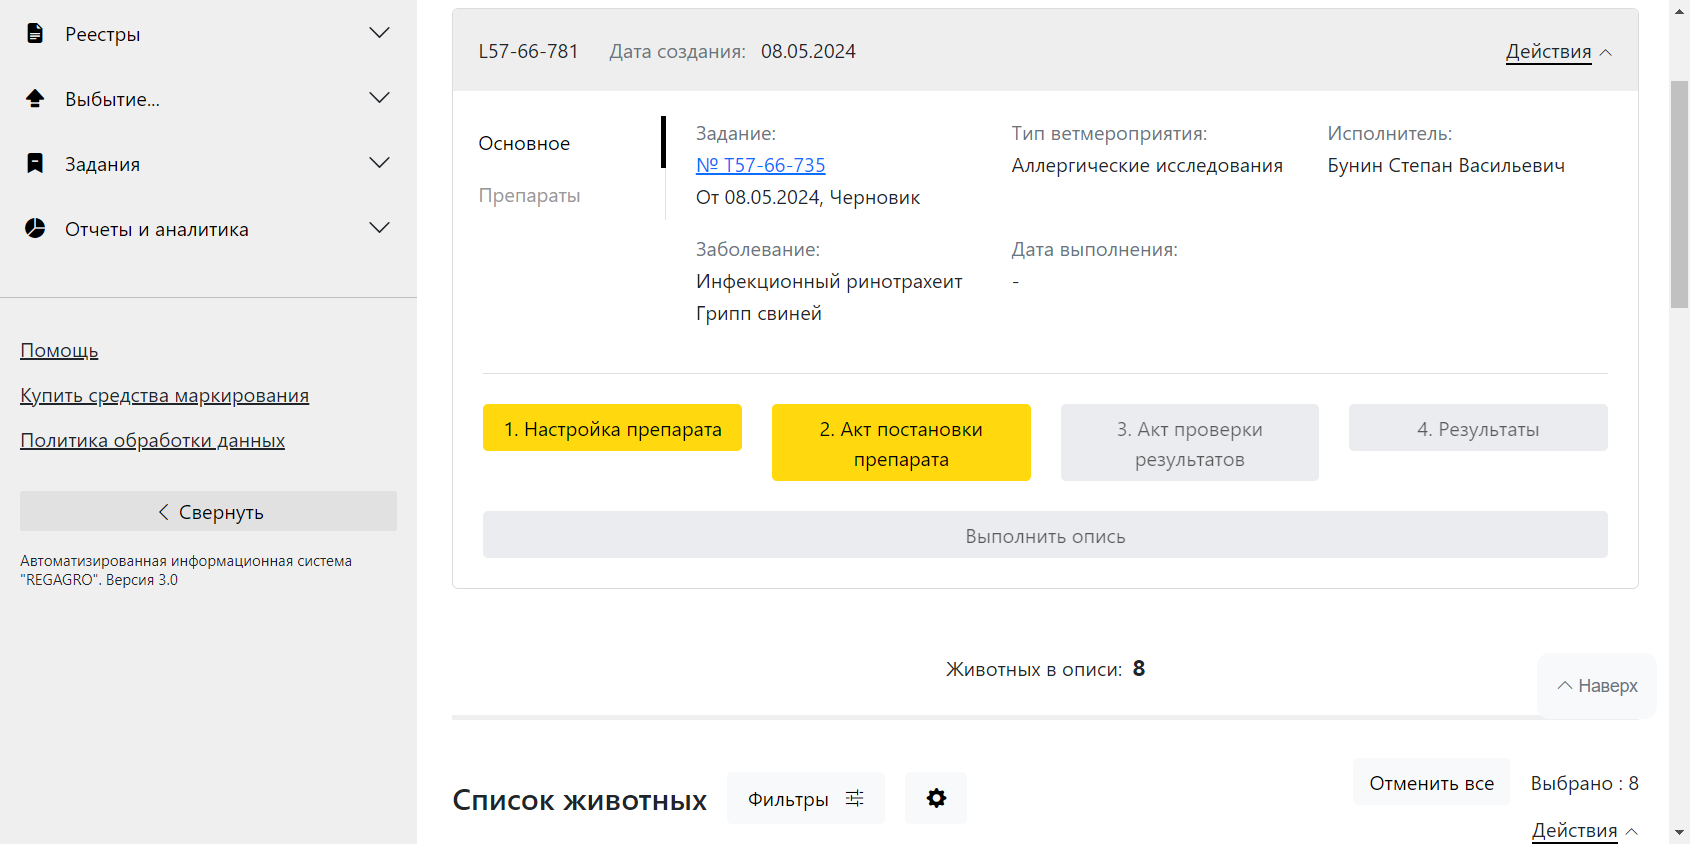 Реестры
Выбытие...
Задания
Отчеты и аналитика
Помощь
Купить средства маркирования
Политика обработки данных
Свернуть
Автоматизированная информационная система
"REGAGRO". Версия 3.0
L57-66-781 Дата создания: 08.05.2024 Действия
Основное
Препараты
Задание:
№ T57-66-735
От 08.05.2024, Черновик
Тип ветмероприятия:
Аллергические исследования
Исполнитель:
Бунин Степан Васильевич
Заболевание:
Инфекционный ринотрахеит
Грипп свиней
Дата выполнения:
-
1. Настройка препарата
2. Акт постановки
препарата
3. Акт проверки
результатов
4. Результаты
Выполнить опись
Животных в описи: 8
Наверх
Список животных
Фильтры
Отменить все
Выбрано : 8
Действия